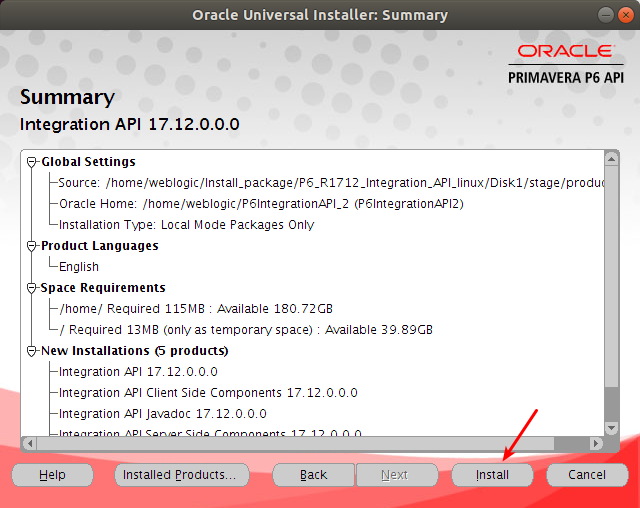 Oracle Universal Installer: Summary
ORACLE
PRIMAVERA P6 API
Summary
Integration API 17.12.0.0.0
Global Settings
Source: /home/weblogic/Install_package/P6_R1712_Integration_API_linux/Disk1/stage/produc
Oracle Home: /home/weblogic/P6IntegrationAPI_2 (P6IntegrationAPI2)
Installation Type: Local Mode Packages Only
Product Languages
English
Space Requirements
/home/ Required 115MB : Available 180.72GB
/ Required 13MB (only as temporary space) : Available 39.89GB
New Installations (5 products)
Integration API 17.12.0.0.0
Integration API Client Side Components 17.12.0.0.0
Integration API Javadoc 17.12.0.0.0
Integration API Server Side Components 17.12.0.0.0
Help Installed Products... Back Next Install Cancel